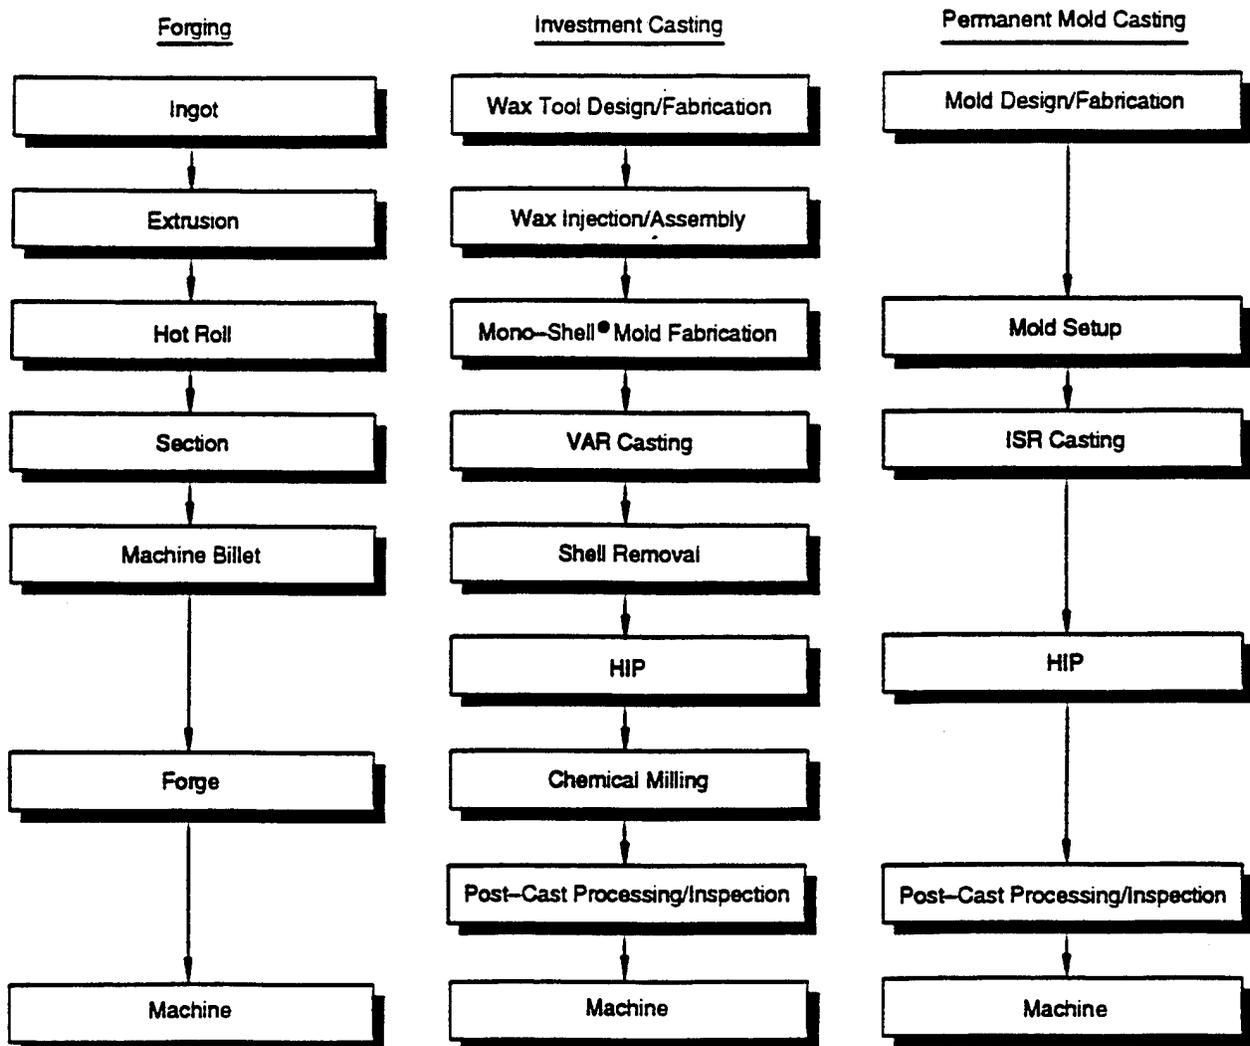 Forging
Ingot
Extrusion
Hot Roll
Section
Machine Billet
Forge
Machine
Investment Casting
Wax Tool Design/Fabrication
Wax Injection/Assembly
Mono-Shell® Mold Fabrication
VAR Casting
Shell Removal
HIP
Chemical Milling
Post-Cast Processing/Inspection
Machine
Permanent Mold Casting
Mold Design/Fabrication
Mold Setup
ISR Casting
HIP
Post-Cast Processing/Inspection
Machine